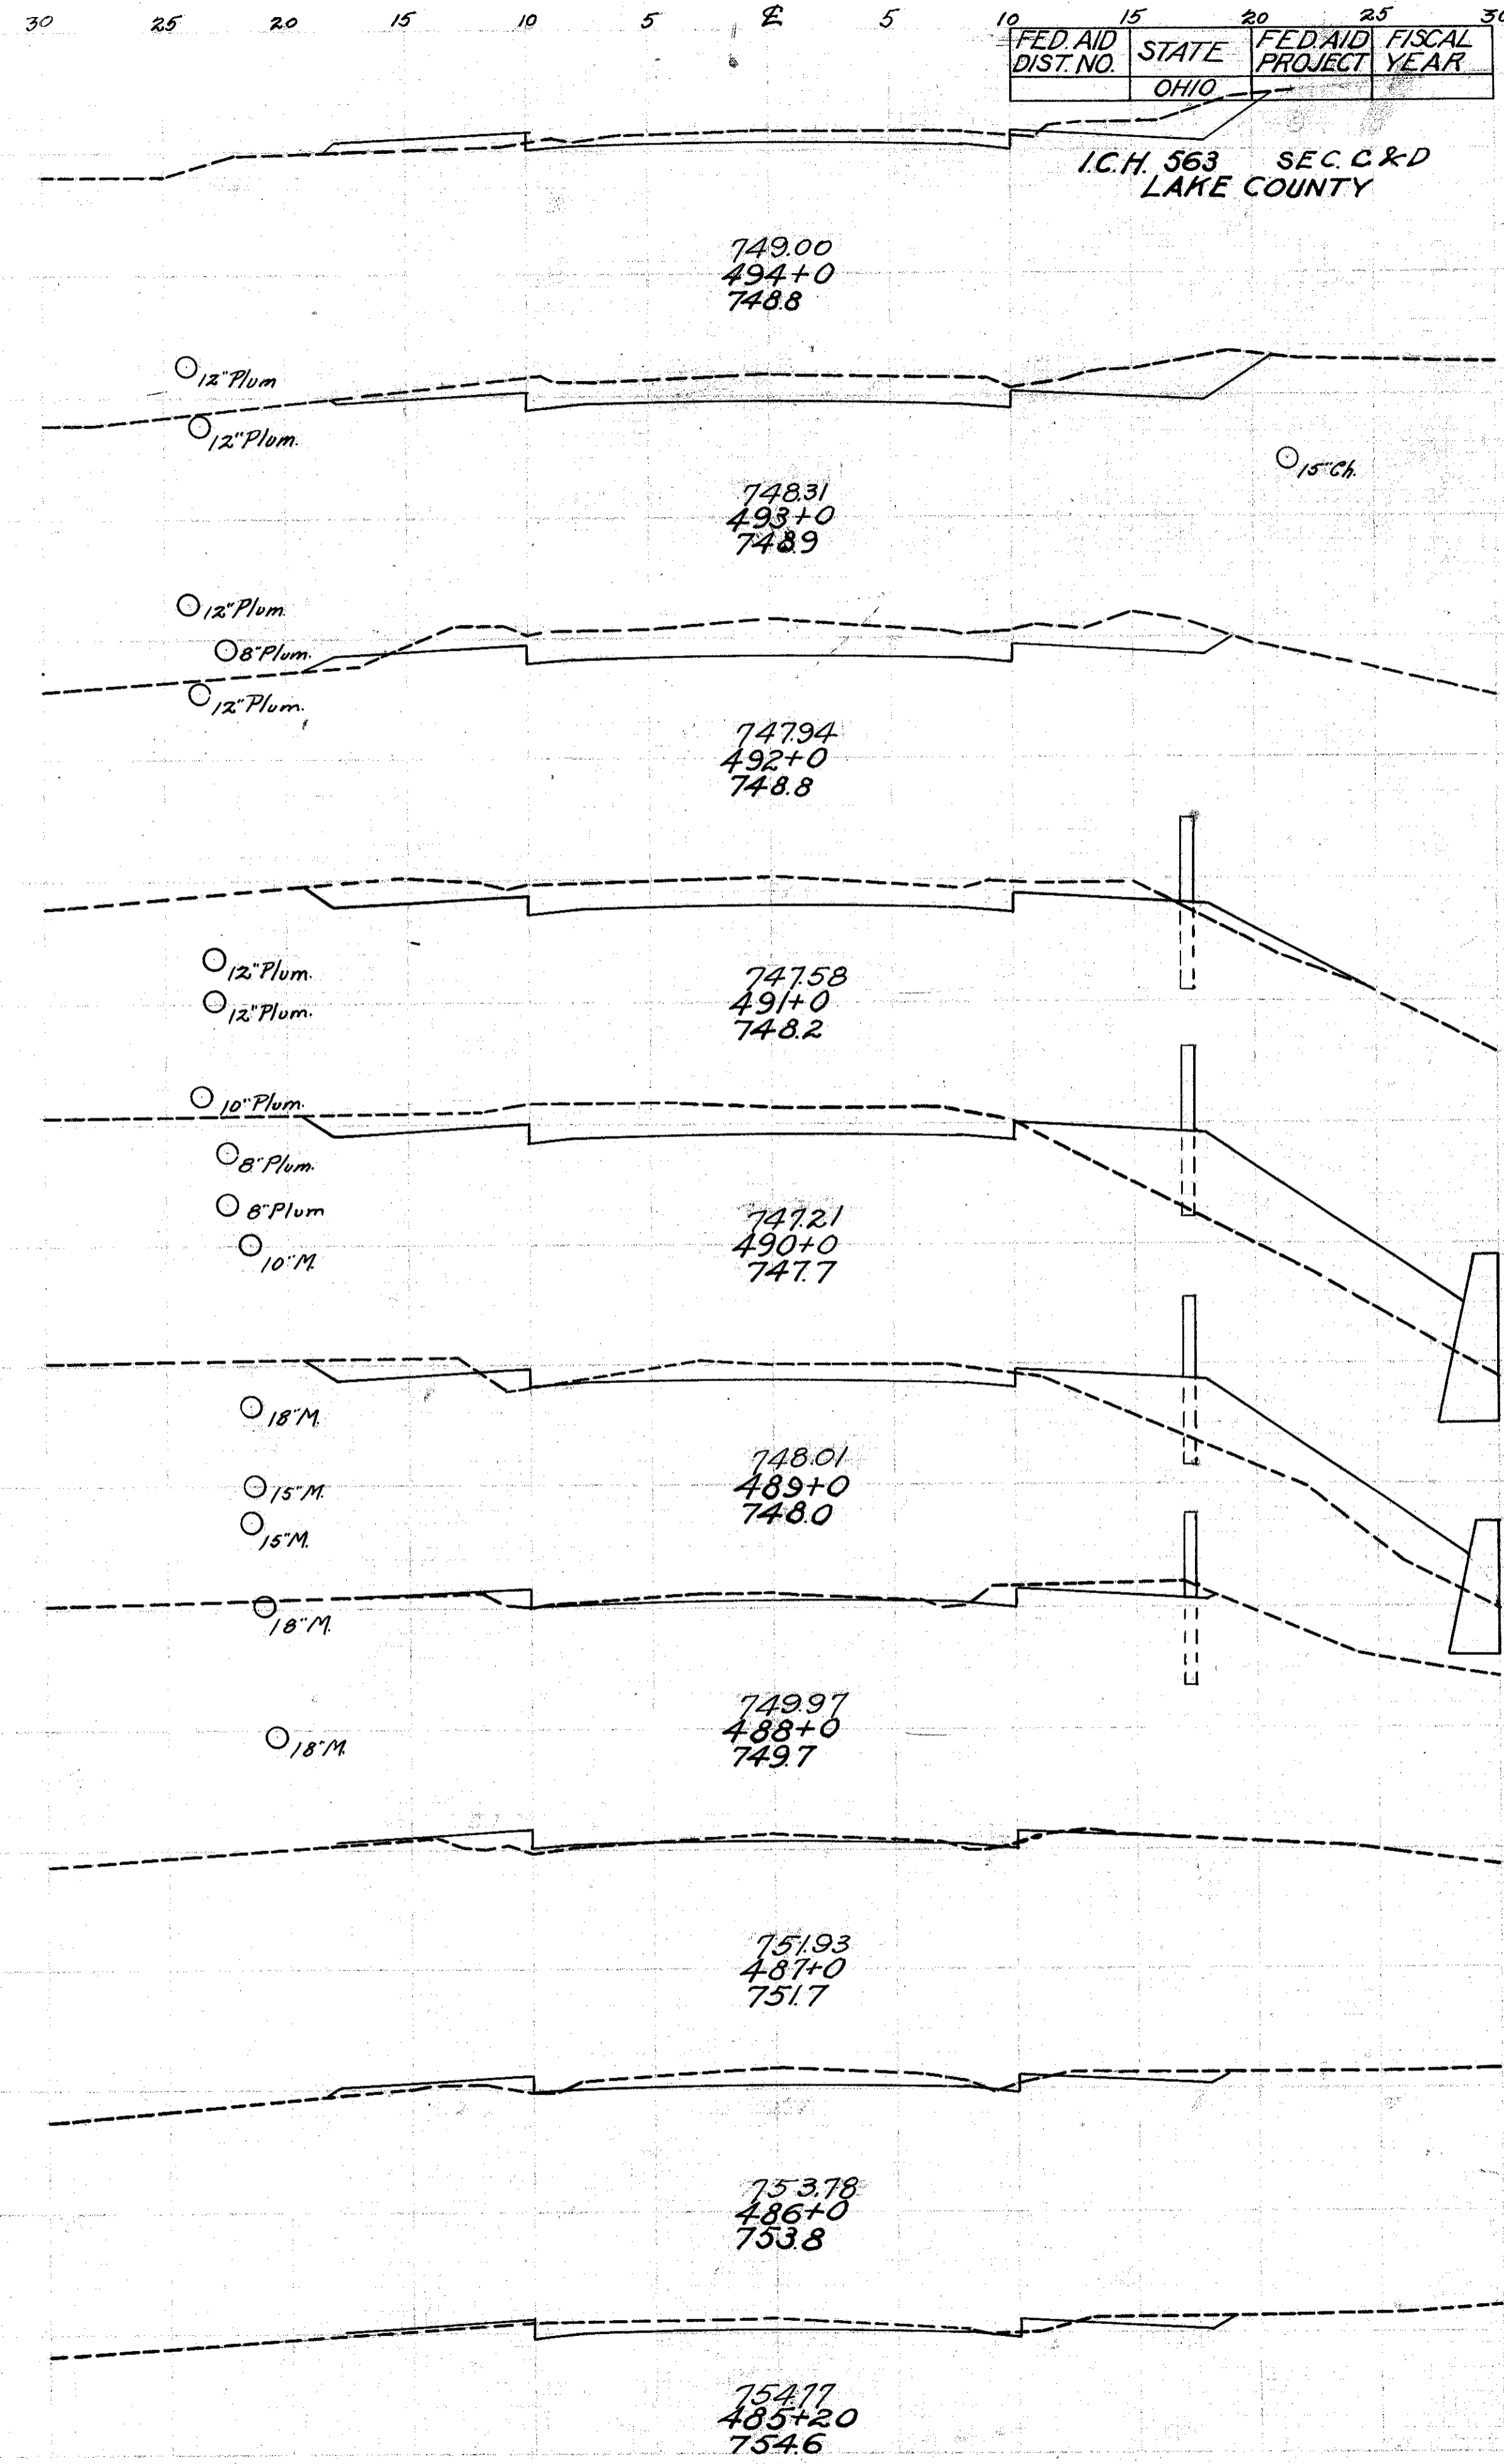 30 25 20 15 10 5 ℄ 5 10 15 20 25 30
FED. AID DIST. NO. STATE FED. AID PROJECT FISCAL YEAR
OHIO
I.C.H. 563 SEC. C & D
LAKE COUNTY
749.00
494+0
748.8
12" Plum
12" Plum.
15" Ch.
748.31
493+0
748.9
12" Plum.
8" Plum.
12" Plum.
747.94
492+0
748.8
12" Plum.
12" Plum.
747.58
491+0
748.2
10" Plum.
8" Plum.
8" Plum
10" M.
747.21
490+0
747.7
18" M.
15" M.
15" M.
748.01
489+0
748.0
18" M.
18" M.
749.97
488+0
749.7
751.93
487+0
751.7
753.78
486+0
753.8
754.77
485+20
754.6